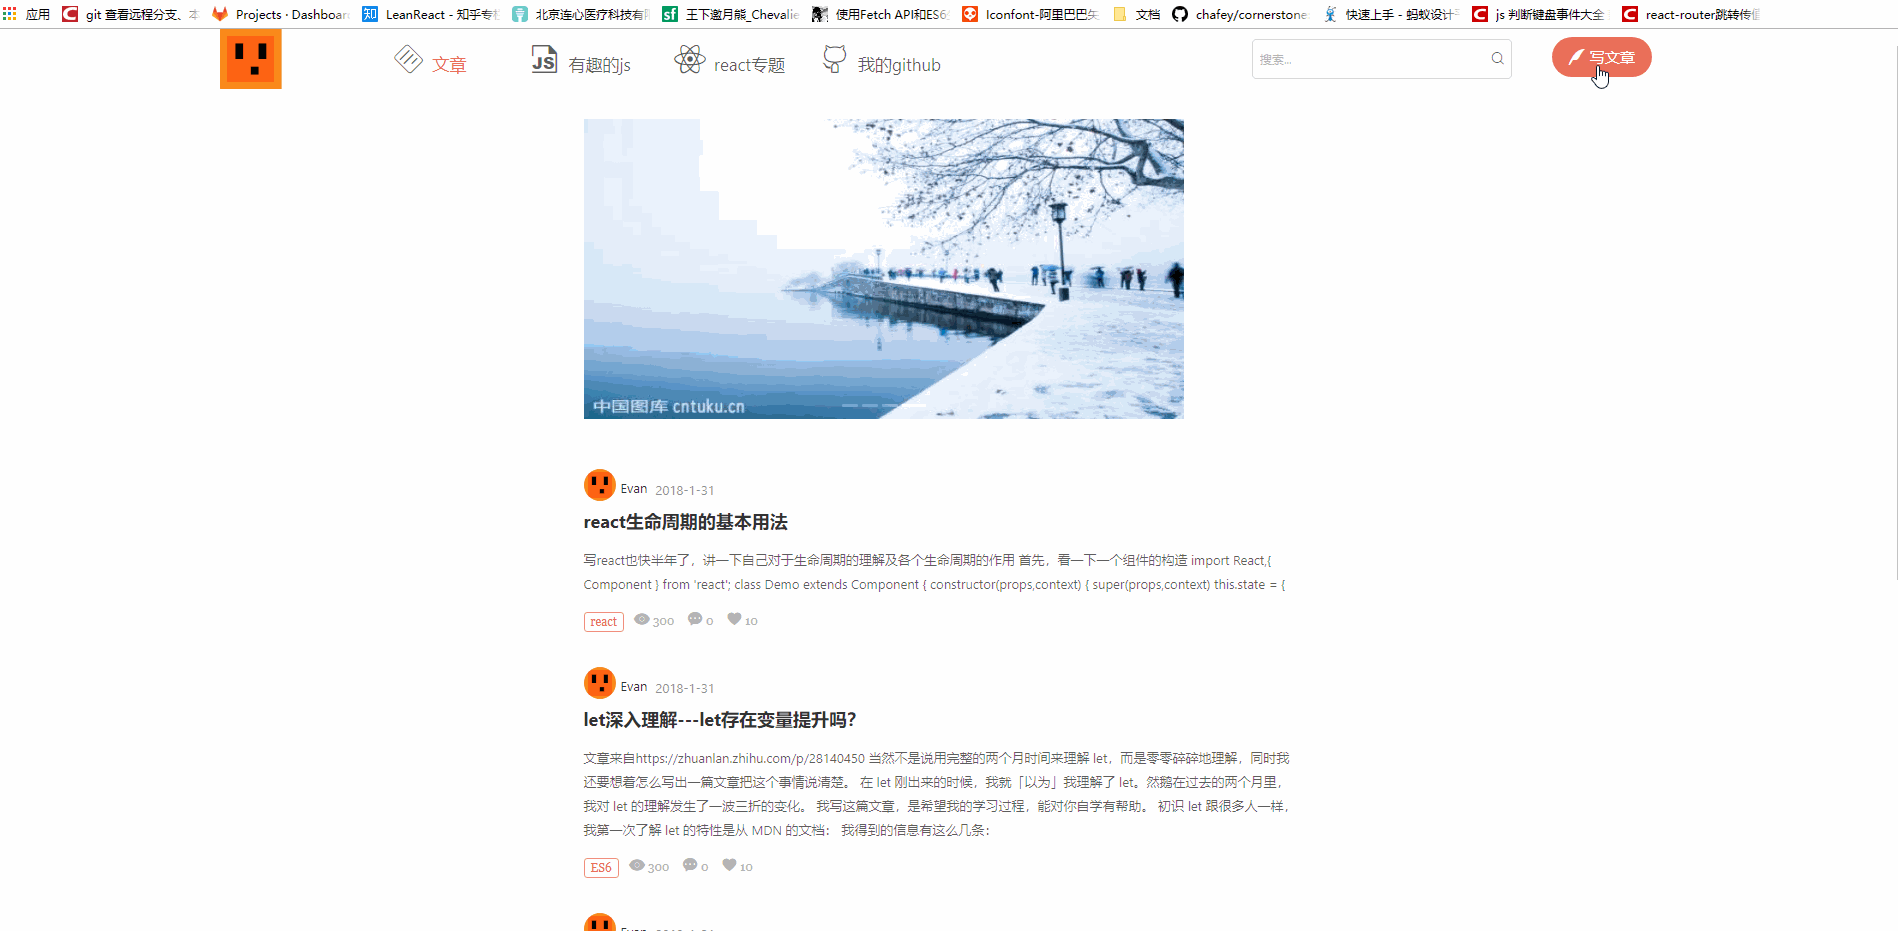 应用 git 查看远程分支、本 Projects · Dashboard LeanReact - 知乎专栏 北京连心医疗科技有限 王下邀月熊_Chevalie 使用Fetch API和ES6生 Iconfont-阿里巴巴矢 文档 chafey/cornerstone 快速上手 - 蚂蚁设计平 js 判断键盘事件大全 react-router跳转传值
文章 有趣的js react专题 我的github 搜索... 写文章
中国图库 cntuku.cn
Evan 2018-1-31
react生命周期的基本用法
写react也快半年了，讲一下自己对于生命周期的理解及各个生命周期的作用 首先，看一下一个组件的构造 import React,{
Component } from 'react'; class Demo extends Component { constructor(props,context) { super(props,context) this.state = {
react 300 0 10
Evan 2018-1-31
let深入理解---let存在变量提升吗？
文章来自https://zhuanlan.zhihu.com/p/28140450 当然不是说用完整的两个月时间来理解 let，而是零零碎碎地理解，同时我
还要想着怎么写出一篇文章把这个事情说清楚。 在 let 刚出来的时候，我就「以为」我理解了 let。然鹅在过去的两个月里，
我对 let 的理解发生了一波三折的变化。 我写这篇文章，是希望我的学习过程，能对你自学有帮助。 初识 let 跟很多人一样，
我第一次了解 let 的特性是从 MDN 的文档： 我得到的信息有这么几条：
ES6 300 0 10
Evan 2018-1-31